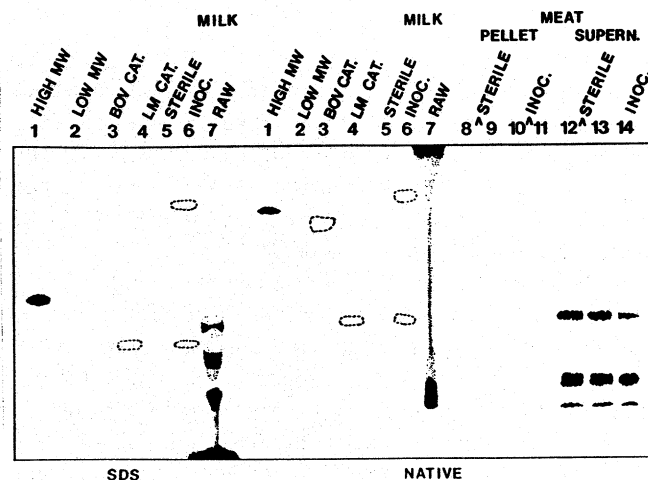 MILK MILK MEAT
PELLET SUPERN.
HIGH MW LOW MW BOV CAT. LM CAT. STERILE INOC. RAW HIGH MW LOW MW BOV CAT. LM CAT. STERILE INOC. RAW STERILE INOC. STERILE INOC.
1 2 3 4 5 6 7 1 2 3 4 5 6 7 8 ^ 9 10 ^ 11 12 ^ 13 14
SDS NATIVE